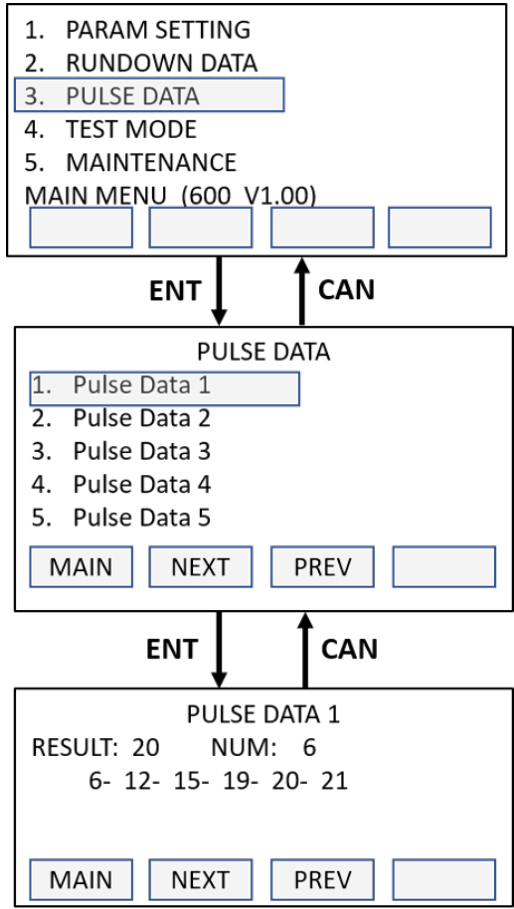 1. PARAM SETTING
2. RUNDOWN DATA
3. PULSE DATA
4. TEST MODE
5. MAINTENANCE
MAIN MENU (600 V1.00)
ENT CAN
PULSE DATA
1. Pulse Data 1
2. Pulse Data 2
3. Pulse Data 3
4. Pulse Data 4
5. Pulse Data 5
MAIN NEXT PREV
ENT CAN
PULSE DATA 1
RESULT: 20 NUM: 6
6- 12- 15- 19- 20- 21
MAIN NEXT PREV